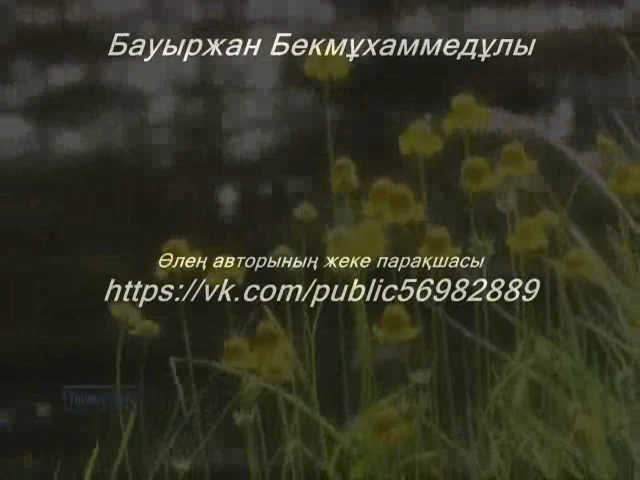 Бауыржан Бекмұхаммедұлы
Өлең авторының жеке парақшасы
https://vk.com/public56982889